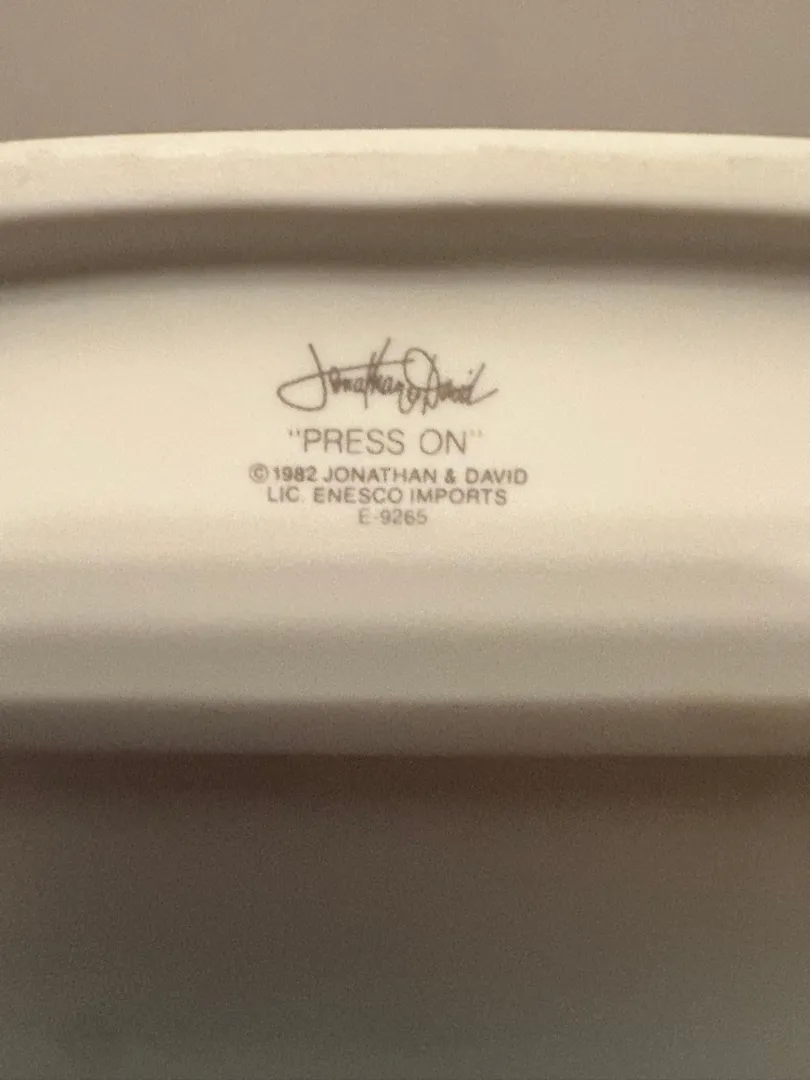 Jonathan & David
"PRESS ON"
©1982 JONATHAN & DAVID
LIC. ENESCO IMPORTS
E-9265